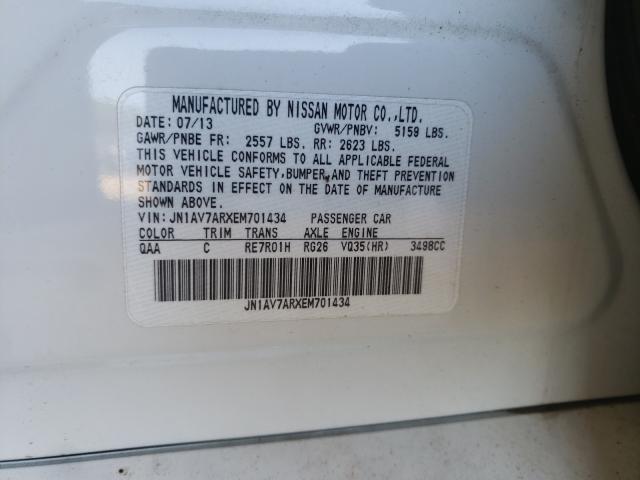 MANUFACTURED BY NISSAN MOTOR CO.,LTD.
DATE: 07/13 GVWR/PNBV: 5159 LBS.
GAWR/PNBE FR: 2557 LBS. RR: 2623 LBS.
THIS VEHICLE CONFORMS TO ALL APPLICABLE FEDERAL
MOTOR VEHICLE SAFETY,BUMPER,AND THEFT PREVENTION
STANDARDS IN EFFECT ON THE DATE OF MANUFACTURE
SHOWN ABOVE.
VIN: JN1AV7ARXEM701434 PASSENGER CAR
COLOR TRIM TRANS AXLE ENGINE
QAA C RE7R01H RG26 VQ35(HR) 3498CC
JN1AV7ARXEM701434